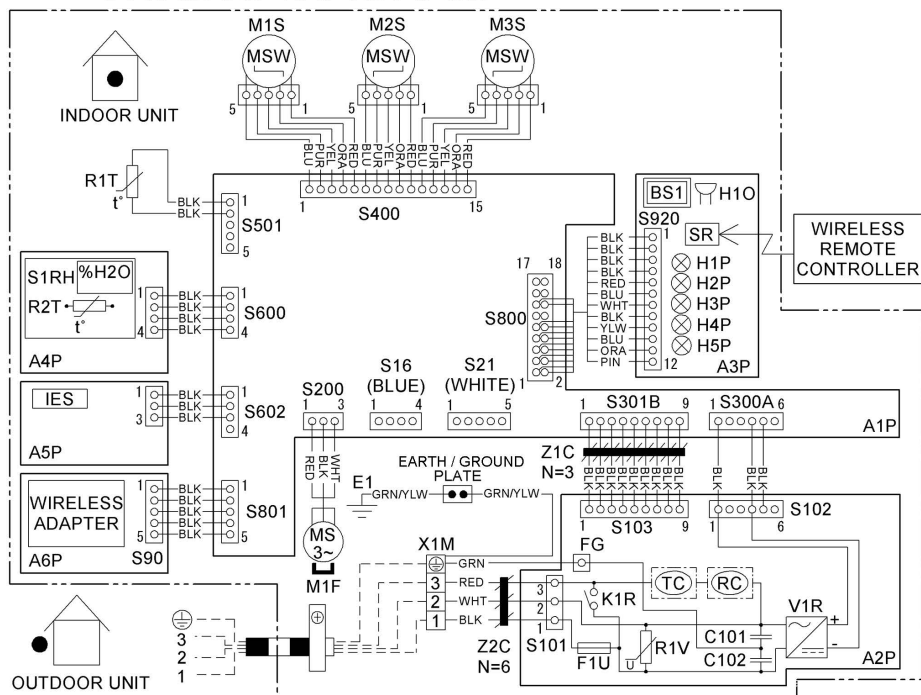 M1S M2S M3S
MSW MSW MSW
5 1 5 1 5 1
INDOOR UNIT
BLU PUR YEL ORA RED BLU PUR YEL ORA RED BLU PUR YEL ORA RED
1 S400 15
R1T
t°
BLK
BLK
1
S501
5
BS1
H1O
S920
1
SR
WIRELESS
REMOTE
CONTROLLER
H1P
H2P
H3P
H4P
H5P
BLK
BLK
BLK
BLK
RED
BLU
WHT
BLK
YLW
BLU
ORA
PIN
12
A3P
17 18
S800
1 2
S1RH
%H2O
R2T
t°
A4P
1
4
BLK
BLK
BLK
BLK
1
S600
4
IES
A5P
1
3
BLK
BLK
BLK
1
S602
4
WIRELESS
ADAPTER
A6P
S90
1
5
BLK
BLK
BLK
BLK
BLK
1
S801
5
S200
1 3
RED BLK WHT
MS
3~
M1F
S16
(BLUE)
1 4
S21
(WHITE)
1 5
S301B
1 9
S300A
1 6
A1P
Z1C
N=3
BLK BLK BLK BLK BLK BLK BLK BLK
BLK BLK BLK
1 S103 9
1 S102 6
EARTH / GROUND
PLATE
E1
GRN/YLW
GRN/YLW
X1M
3
2
1
GRN
RED
WHT
BLK
Z2C
N=6
FG
3
2
1
S101
K1R
TC
RC
F1U
R1V
U
C101
C102
V1R
+
-
A2P
OUTDOOR UNIT
3
2
1